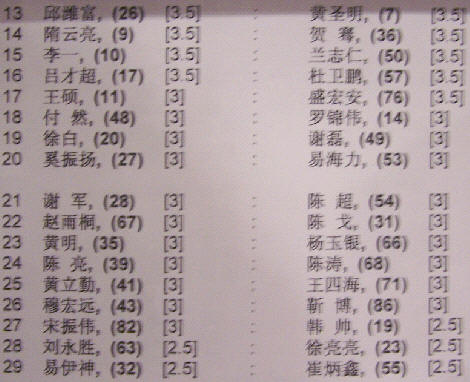 13 邱潍富, (26) [3.5] : 黄圣明, (7) [3.5]
14 隋云亮, (9) [3.5] : 贺 骞, (36) [3.5]
15 李一, (10) [3.5] : 兰志仁, (50) [3.5]
16 吕才超, (17) [3.5] : 杜卫鹏, (57) [3.5]
17 王硕, (11) [3] : 盛宏安, (76) [3.5]
18 付 然, (48) [3] : 罗锦伟, (14) [3]
19 徐白, (20) [3] : 谢磊, (49) [3]
20 奚振扬, (27) [3] : 易海力, (53) [3]
21 谢 军, (28) [3] : 陈 超, (54) [3]
22 赵雨桐, (67) [3] : 陈 戈, (31) [3]
23 黄明, (35) [3] : 杨玉银, (66) [3]
24 陈 亮, (39) [3] : 陈涛, (68) [3]
25 黄立勤, (41) [3] : 王四海, (71) [3]
26 穆宏远, (43) [3] : 靳 博, (86) [3]
27 宋振伟, (82) [3] : 韩 帅, (19) [2.5]
28 刘永胜, (63) [2.5] : 徐亮亮, (23) [2.5]
29 易伊神, (32) [2.5] : 崔炳鑫, (55) [2.5]